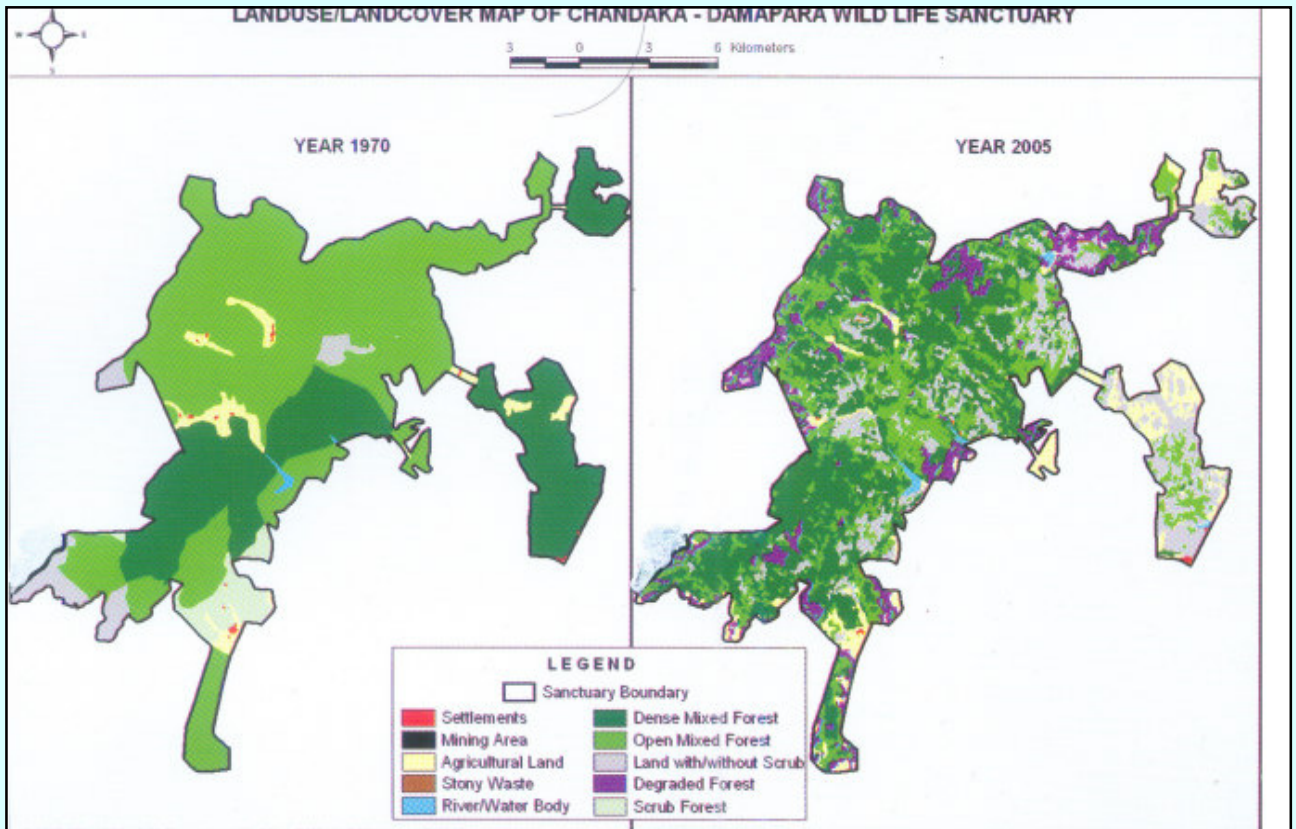 LANDUSE/LANDCOVER MAP OF CHANDAKA - DAMAPARA WILD LIFE SANCTUARY
W E
S
3 0 3 6 Kilometers
YEAR 1970
YEAR 2005
LEGEND
Sanctuary Boundary
Settlements
Mining Area
Agricultural Land
Stony Waste
River/Water Body
Dense Mixed Forest
Open Mixed Forest
Land with/without Scrub
Degraded Forest
Scrub Forest